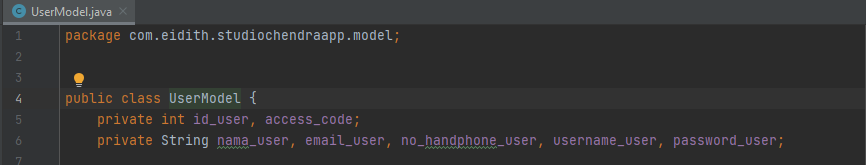 UserModel.java
1 package com.eidith.studiochendraapp.model;
2
3
4 public class UserModel {
5 private int id_user, access_code;
6 private String nama_user, email_user, no_handphone_user, username_user, password_user;
7